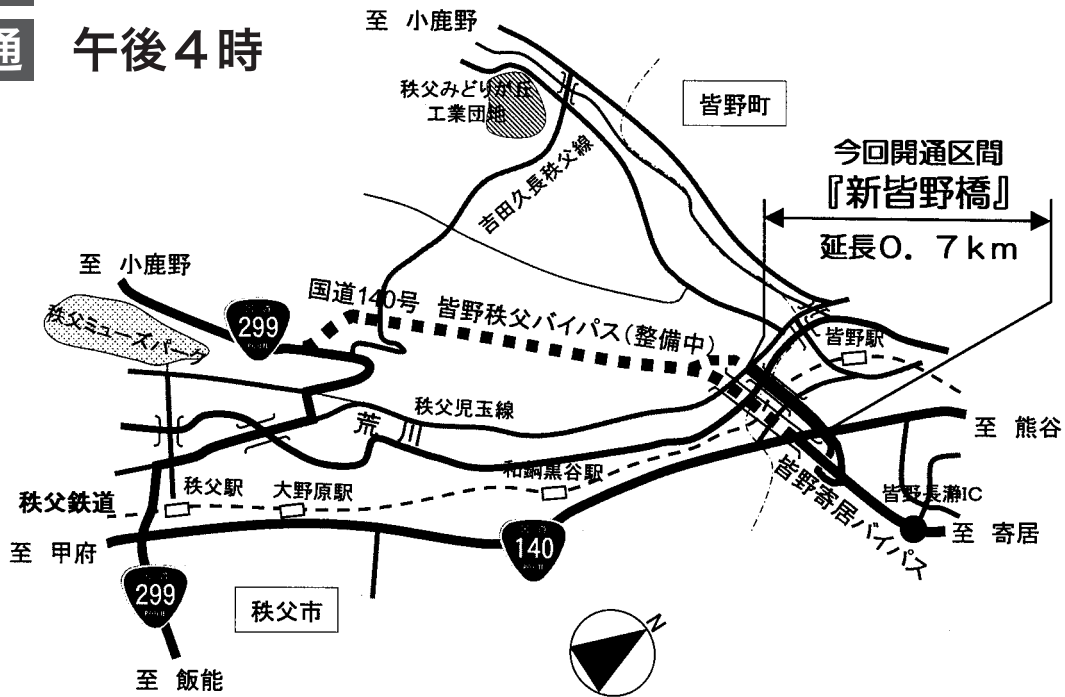 通 午後4時
至 小鹿野
秩父みどりが丘
工業団地
皆野町
今回開通区間
『新皆野橋』
延長0.7km
吉田久長秩父線
至 小鹿野
国道140号 皆野秩父バイパス(整備中)
299
秩父ミューズパーク
皆野駅
秩父児玉線
荒川
至 熊谷
和銅黒谷駅
皆野寄居バイパス
皆野長瀞IC
秩父駅
大野原駅
秩父鉄道
至 甲府
140
至 寄居
299
秩父市
N
至 飯能